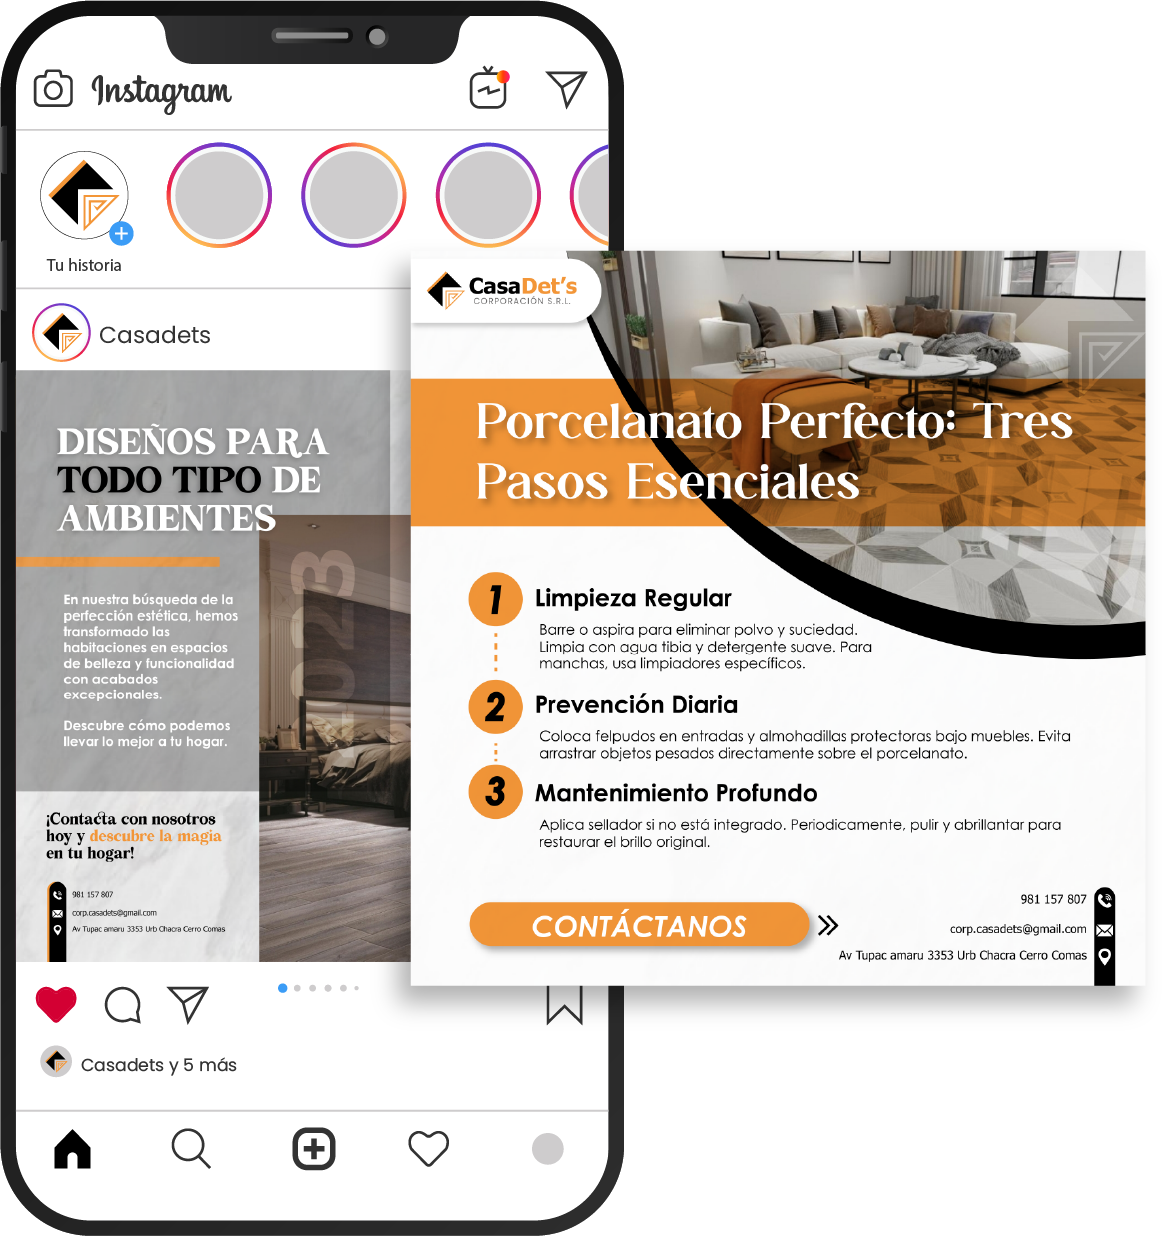 Instagram
Tu historia
Casadets
DISEÑOS PARA
TODO TIPO DE
AMBIENTES
2023
En nuestra búsqueda de la
perfección estética, hemos
transformado las
habitaciones en espacios
de belleza y funcionalidad
con acabados
excepcionales.
Descubre cómo podemos
llevar lo mejor a tu hogar.
¡Contacta con nosotros
hoy y descubre la magia
en tu hogar!
981 157 807
corp.casadets@gmail.com
Av Tupac amaru 3353 Urb Chacra Cerro Comas
Casadets y 5 más
CasaDet's
CORPORACIÓN S.R.L.
Porcelanato Perfecto: Tres
Pasos Esenciales
1 Limpieza Regular
Barre o aspira para eliminar polvo y suciedad.
Limpia con agua tibia y detergente suave. Para
manchas, usa limpiadores específicos.
2 Prevención Diaria
Coloca felpudos en entradas y almohadillas protectoras bajo muebles. Evita
arrastrar objetos pesados directamente sobre el porcelanato.
3 Mantenimiento Profundo
Aplica sellador si no está integrado. Periodicamente, pulir y abrillantar para
restaurar el brillo original.
CONTÁCTANOS
981 157 807
corp.casadets@gmail.com
Av Tupac amaru 3353 Urb Chacra Cerro Comas